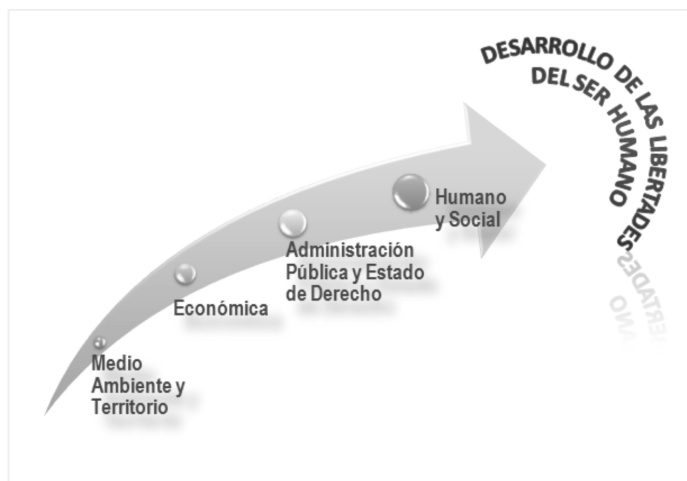 DESARROLLO DE LAS LIBERTADES
DEL SER HUMANO
Humano
y Social
Administración
Pública y Estado
de Derecho
Económica
Medio
Ambiente y
Territorio